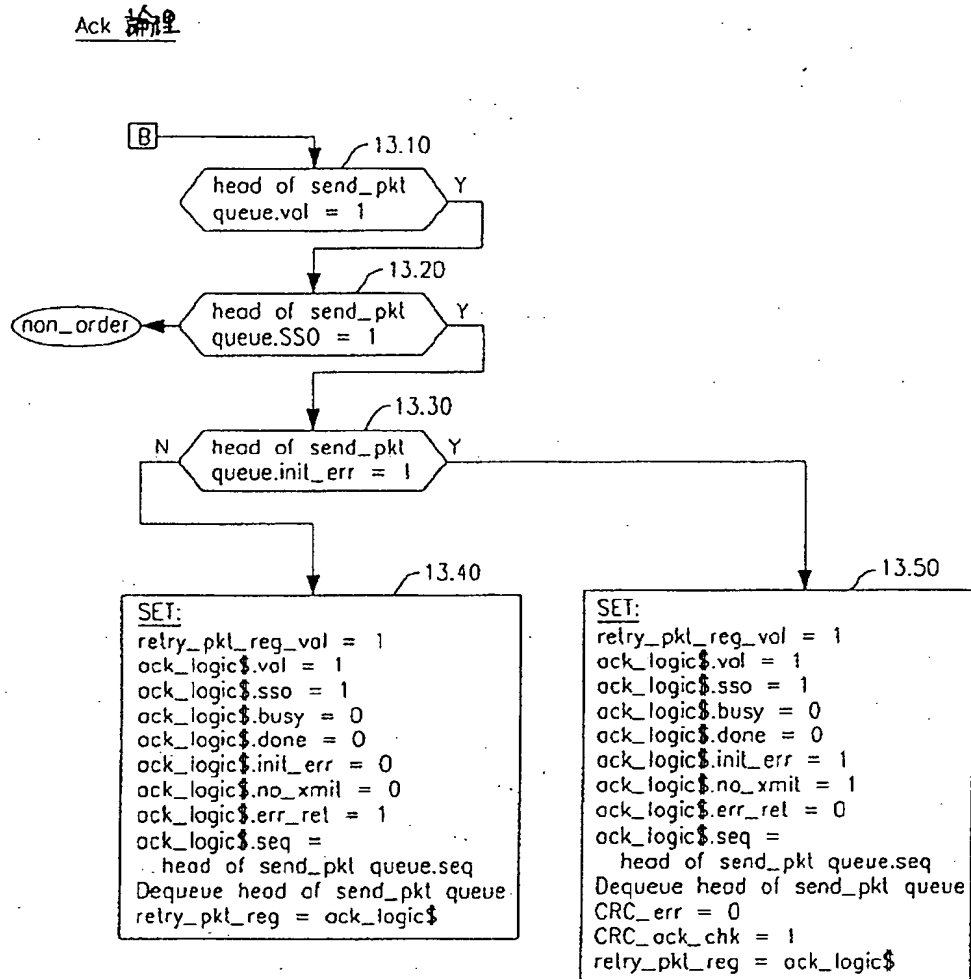 Ack 論理
B
13.10
head of send_pkt
queue.val = 1
Y
13.20
head of send_pkt
queue.SSO = 1
Y
non_order
13.30
N
head of send_pkt
queue.init_err = 1
Y
13.40
SET:
retry_pkt_reg_val = 1
ack_logic$.val = 1
ack_logic$.sso = 1
ack_logic$.busy = 0
ack_logic$.done = 0
ack_logic$.init_err = 0
ack_logic$.no_xmit = 0
ack_logic$.err_ret = 1
ack_logic$.seq =
head of send_pkt queue.seq
Dequeue head of send_pkt queue
retry_pkt_reg = ack_logic$
13.50
SET:
retry_pkt_reg_val = 1
ack_logic$.val = 1
ack_logic$.sso = 1
ack_logic$.busy = 0
ack_logic$.done = 0
ack_logic$.init_err = 1
ack_logic$.no_xmit = 1
ack_logic$.err_ret = 0
ack_logic$.seq =
head of send_pkt queue.seq
Dequeue head of send_pkt queue
CRC_err = 0
CRC_ack_chk = 1
retry_pkt_reg = ack_logic$